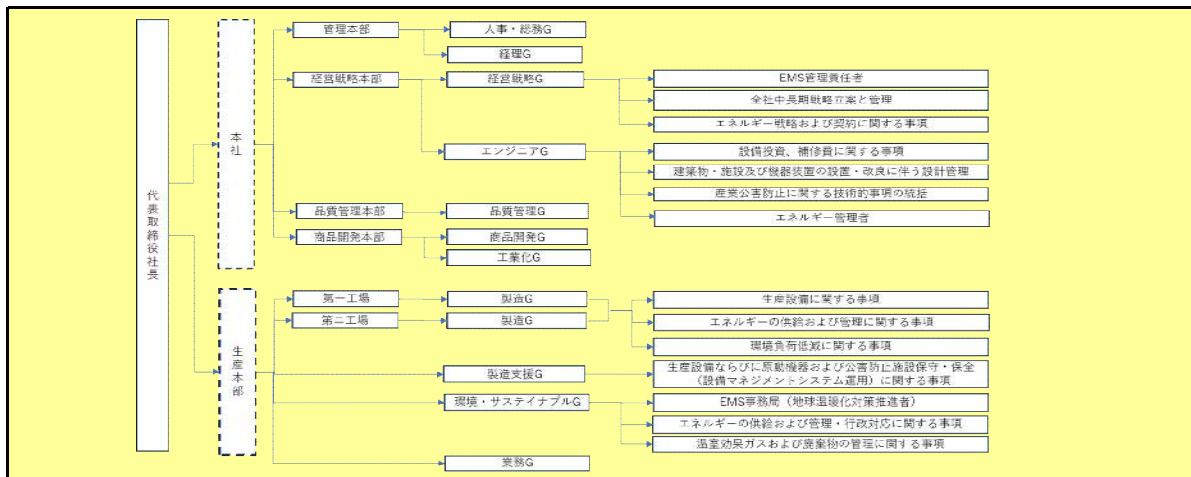 代表取締役社長
本社
管理本部
人事・総務G
経理G
経営戦略本部
経営戦略G
EMS管理責任者
全社中長期戦略立案と管理
エネルギー戦略および契約に関する事項
エンジニアG
設備投資、補修費に関する事項
建築物・施設及び機器装置の設置・改良に伴う設計管理
産業公害防止に関する技術的事項の統括
エネルギー管理者
品質管理本部
品質管理G
商品開発本部
商品開発G
工業化G
生産本部
第一工場
製造G
第二工場
製造G
生産設備に関する事項
エネルギーの供給および管理に関する事項
環境負荷低減に関する事項
製造支援G
生産設備ならびに原動機器および公害防止施設保守・保全
（設備マネジメントシステム運用）に関する事項
環境・サステイナブルG
EMS事務局（地球温暖化対策推進者）
エネルギーの供給および管理・行政対応に関する事項
温室効果ガスおよび廃棄物の管理に関する事項
業務G